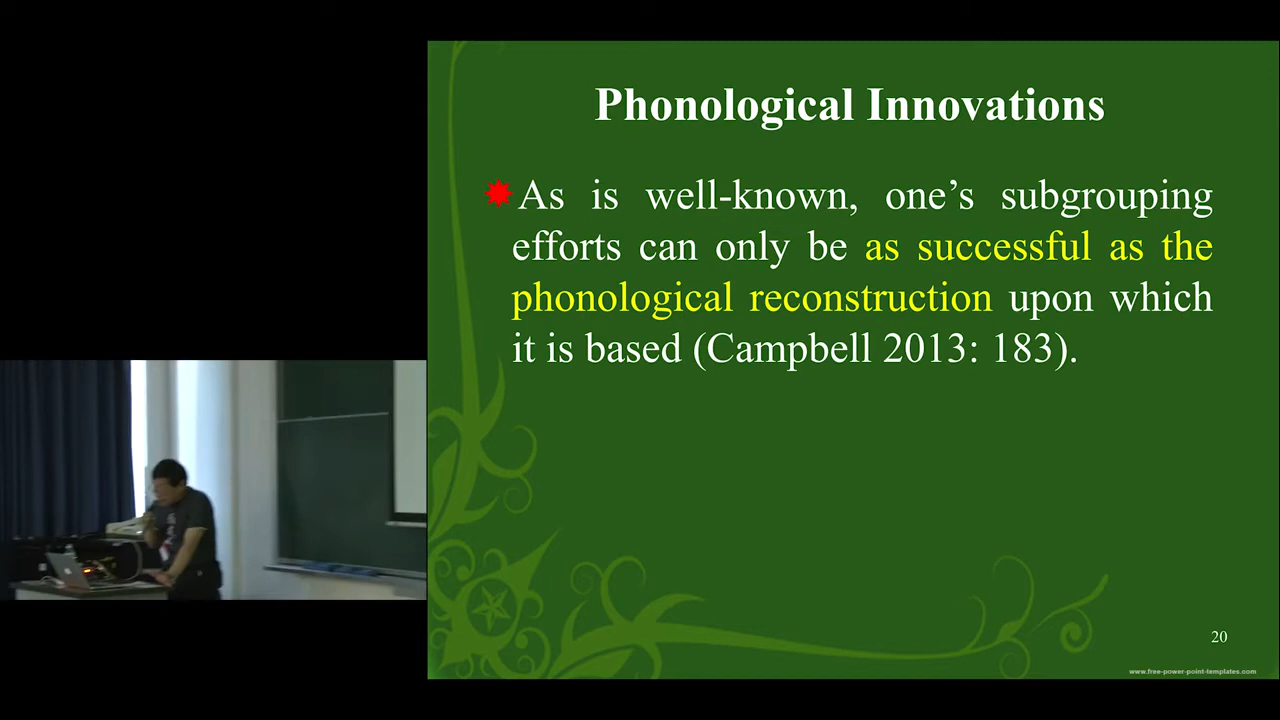 Phonological Innovations
As is well-known, one's subgrouping
efforts can only be as successful as the
phonological reconstruction upon which
it is based (Campbell 2013: 183).
20
www.free-power-point-templates.com